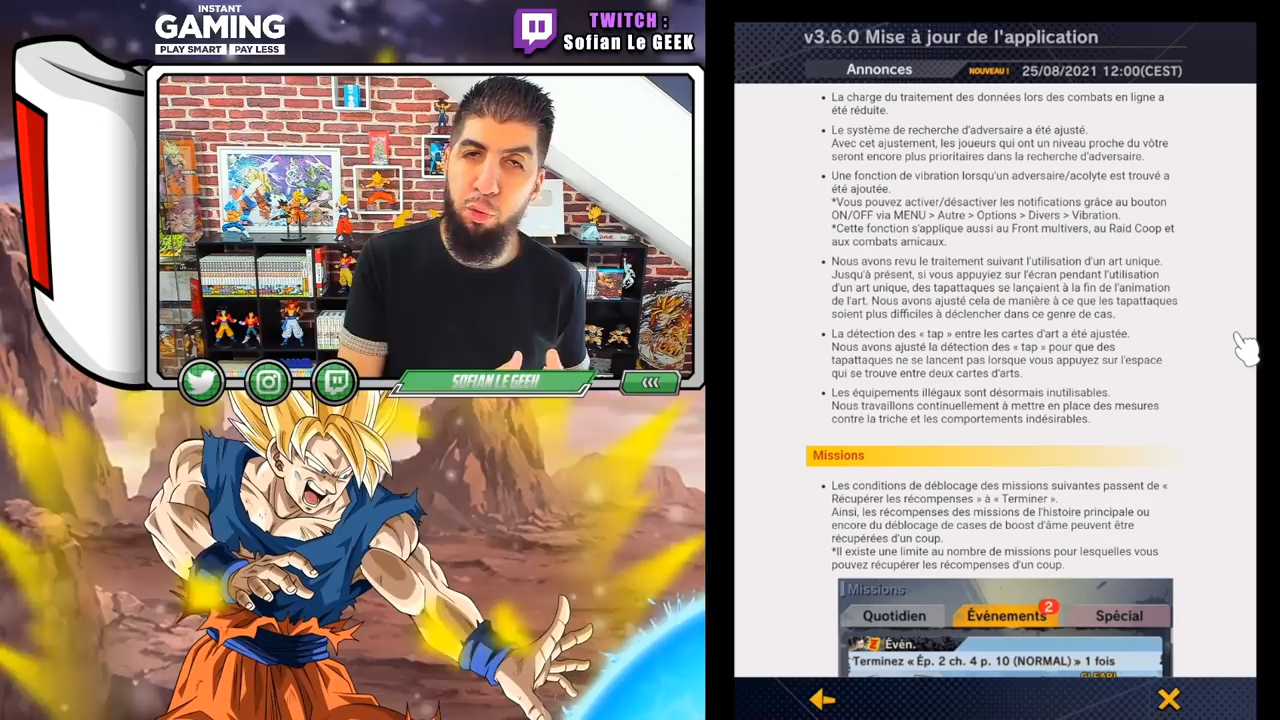 INSTANT
GAMING
PLAY SMART | PAY LESS
TWITCH :
Sofian Le GEEK
SOFIAN LE GEEK
v3.6.0 Mise à jour de l'application
Annonces
NOUVEAU !
25/08/2021 12:00(CEST)
• La charge du traitement des données lors des combats en ligne a
été réduite.
• Le système de recherche d'adversaire a été ajusté.
Avec cet ajustement, les joueurs qui ont un niveau proche du vôtre
seront encore plus prioritaires dans la recherche d'adversaire.
• Une fonction de vibration lorsqu'un adversaire/acolyte est trouvé a
été ajoutée.
*Vous pouvez activer/désactiver les notifications grâce au bouton
ON/OFF via MENU > Autre > Options > Divers > Vibration.
*Cette fonction s'applique aussi au Front multivers, au Raid Coop et
aux combats amicaux.
• Nous avons revu le traitement suivant l'utilisation d'un art unique.
Jusqu'à présent, si vous appuyiez sur l'écran pendant l'utilisation
d'un art unique, des tapattaques se lançaient à la fin de l'animation
de l'art. Nous avons ajusté cela de manière à ce que les tapattaques
soient plus difficiles à déclencher dans ce genre de cas.
• La détection des « tap » entre les cartes d'art a été ajustée.
Nous avons ajusté la détection des « tap » pour que des
tapattaques ne se lancent pas lorsque vous appuyez sur l'espace
qui se trouve entre deux cartes d'arts.
• Les équipements illégaux sont désormais inutilisables.
Nous travaillons continuellement à mettre en place des mesures
contre la triche et les comportements indésirables.
Missions
• Les conditions de déblocage des missions suivantes passent de «
Récupérer les récompenses » à « Terminer ».
Ainsi, les récompenses des missions de l'histoire principale ou
encore du déblocage de cases de boost d'âme peuvent être
récupérées d'un coup.
*Il existe une limite au nombre de missions pour lesquelles vous
pouvez récupérer les récompenses d'un coup.
Missions
Quotidien
Événements
2
Spécial
Évén.
Terminez « Ép. 2 ch. 4 p. 10 (NORMAL) » 1 fois
CLEAR!